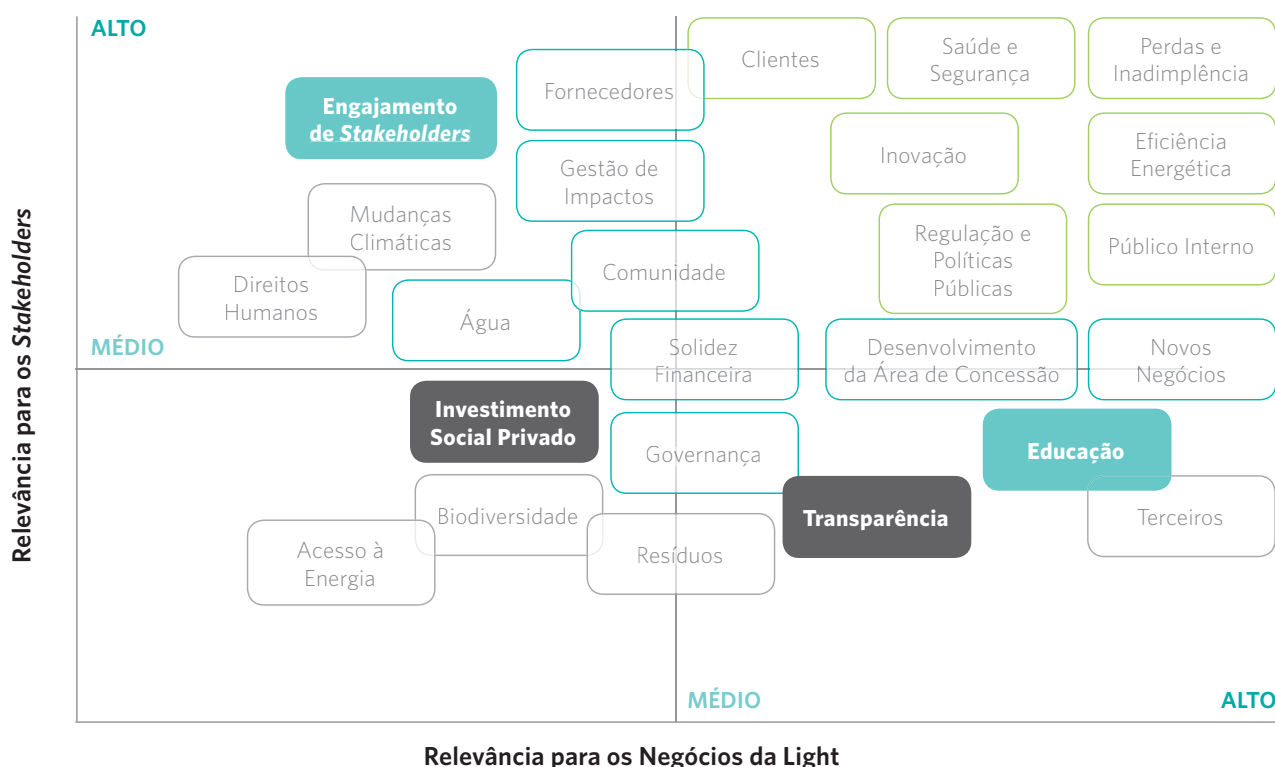 ALTO
Clientes
Saúde e
Segurança
Perdas e
Inadimplência
Fornecedores
Engajamento
de Stakeholders
Inovação
Eficiência
Energética
Gestão de
Impactos
Mudanças
Climáticas
Regulação e
Políticas
Públicas
Público Interno
Comunidade
Direitos
Humanos
Água
MÉDIO
Solidez
Financeira
Desenvolvimento
da Área de Concessão
Novos
Negócios
Investimento
Social Privado
Governança
Educação
Biodiversidade
Transparência
Terceiros
Acesso à
Energia
Resíduos
MÉDIO
ALTO
Relevância para os Stakeholders
Relevância para os Negócios da Light